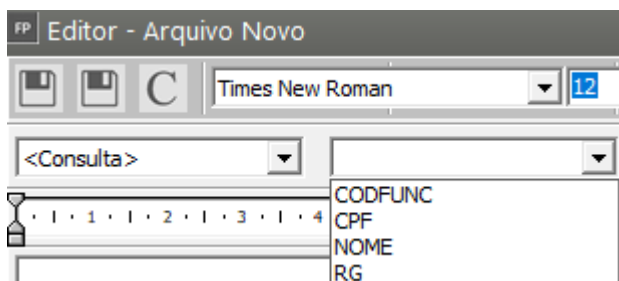 FP Editor - Arquivo Novo
C Times New Roman 12
<Consulta>
CODFUNC
1 2 3 4 CPF
NOME
RG